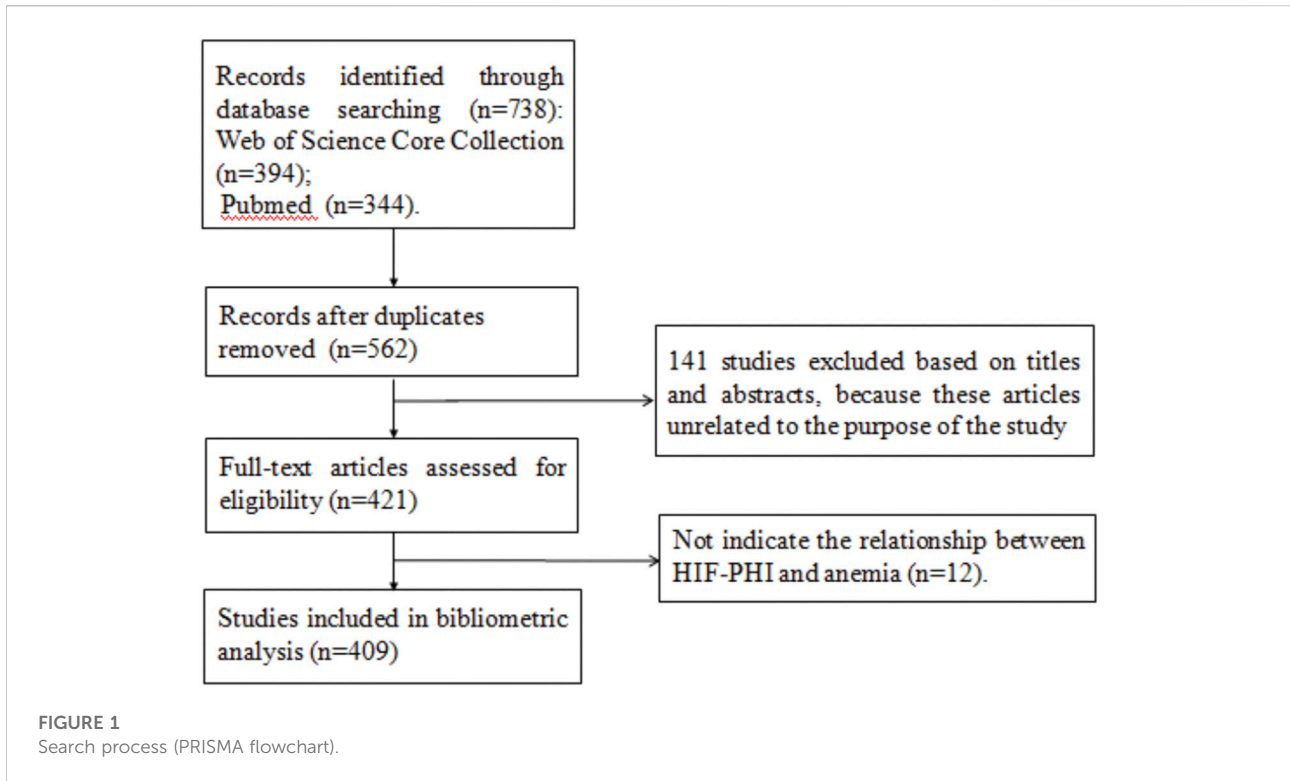 Records identified through
database searching (n=738):
Web of Science Core Collection
(n=394);
Pubmed (n=344).
Records after duplicates
removed (n=562)
141 studies excluded based on titles
and abstracts, because these articles
unrelated to the purpose of the study
Full-text articles assessed for
eligibility (n=421)
Not indicate the relationship between
HIF-PHI and anemia (n=12).
Studies included in bibliometric
analysis (n=409)
FIGURE 1
Search process (PRISMA flowchart).